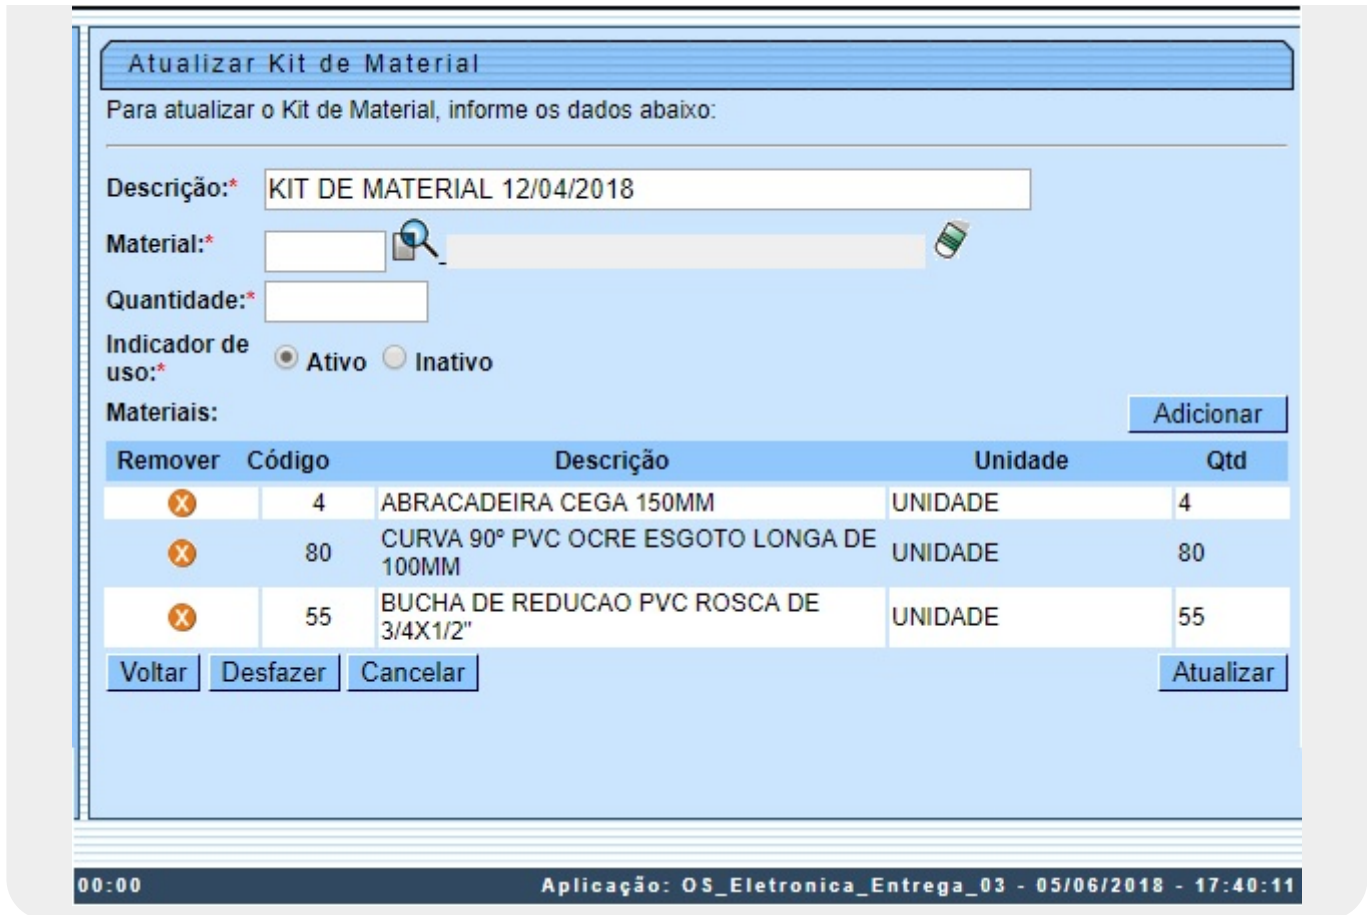 Atualizar Kit de Material
Para atualizar o Kit de Material, informe os dados abaixo:
Descrição:* KIT DE MATERIAL 12/04/2018
Material:*
Quantidade:*
Indicador de
uso:* Ativo Inativo
Materiais: Adicionar
Remover Código Descrição Unidade Qtd
X 4 ABRACADEIRA CEGA 150MM UNIDADE 4
X 80 CURVA 90º PVC OCRE ESGOTO LONGA DE
100MM UNIDADE 80
X 55 BUCHA DE REDUCAO PVC ROSCA DE
3/4X1/2" UNIDADE 55
Voltar Desfazer Cancelar Atualizar
00:00 Aplicação: OS_Eletronica_Entrega_03 - 05/06/2018 - 17:40:11